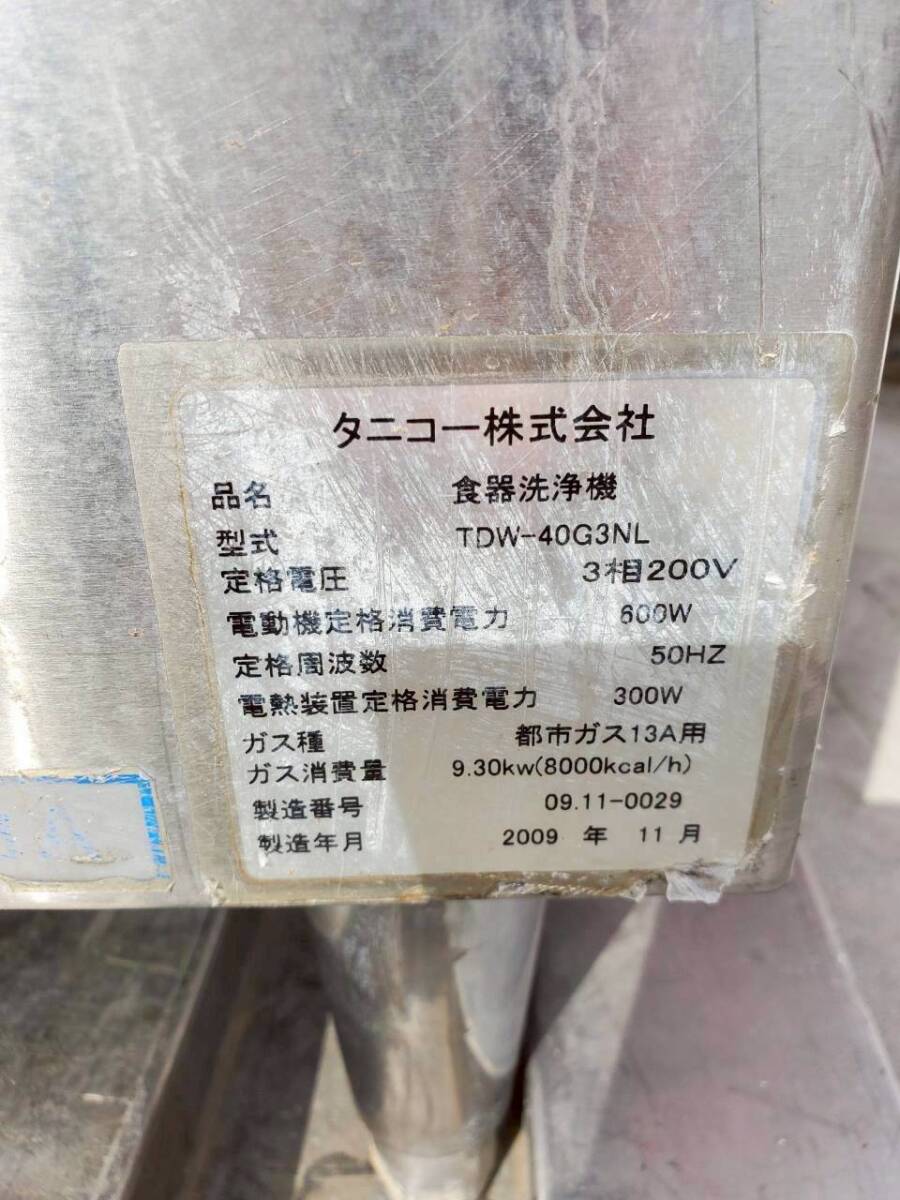 タニコー株式会社
品名 食器洗浄機
型式 TDW-40G3NL
定格電圧 3相200V
電動機定格消費電力 600W
定格周波数 50HZ
電熱装置定格消費電力 300W
ガス種 都市ガス13A用
ガス消費量 9.30kw(8000kcal/h)
製造番号 09.11-0029
製造年月 2009 年 11 月